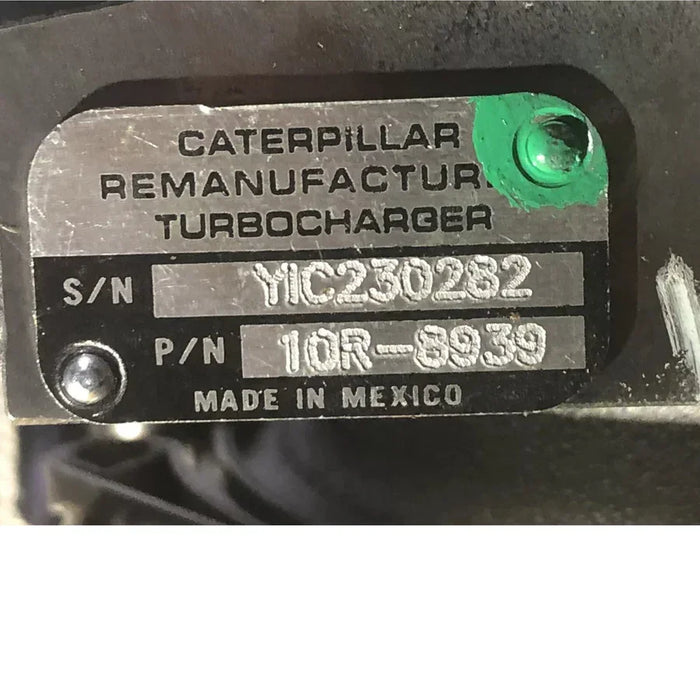 CATERPILLAR
REMANUFACTUR
TURBOCHARGER
S/N YIC230282
P/N 10R-8939
MADE IN MEXICO